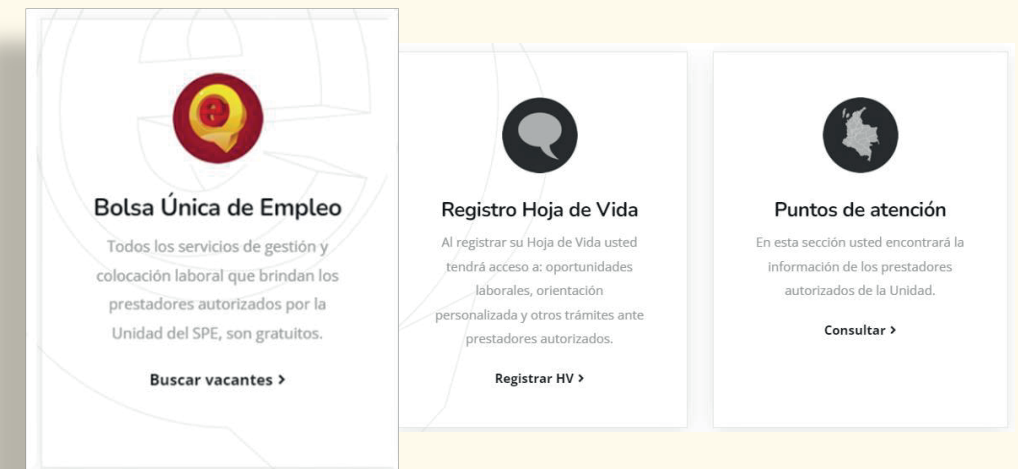 e
Bolsa Única de Empleo
Todos los servicios de gestión y
colocación laboral que brindan los
prestadores autorizados por la
Unidad del SPE, son gratuitos.
Buscar vacantes >
Registro Hoja de Vida
Al registrar su Hoja de Vida usted
tendrá acceso a: oportunidades
laborales, orientación
personalizada y otros trámites ante
prestadores autorizados.
Registrar HV >
Puntos de atención
En esta sección usted encontrará la
información de los prestadores
autorizados de la Unidad.
Consultar >